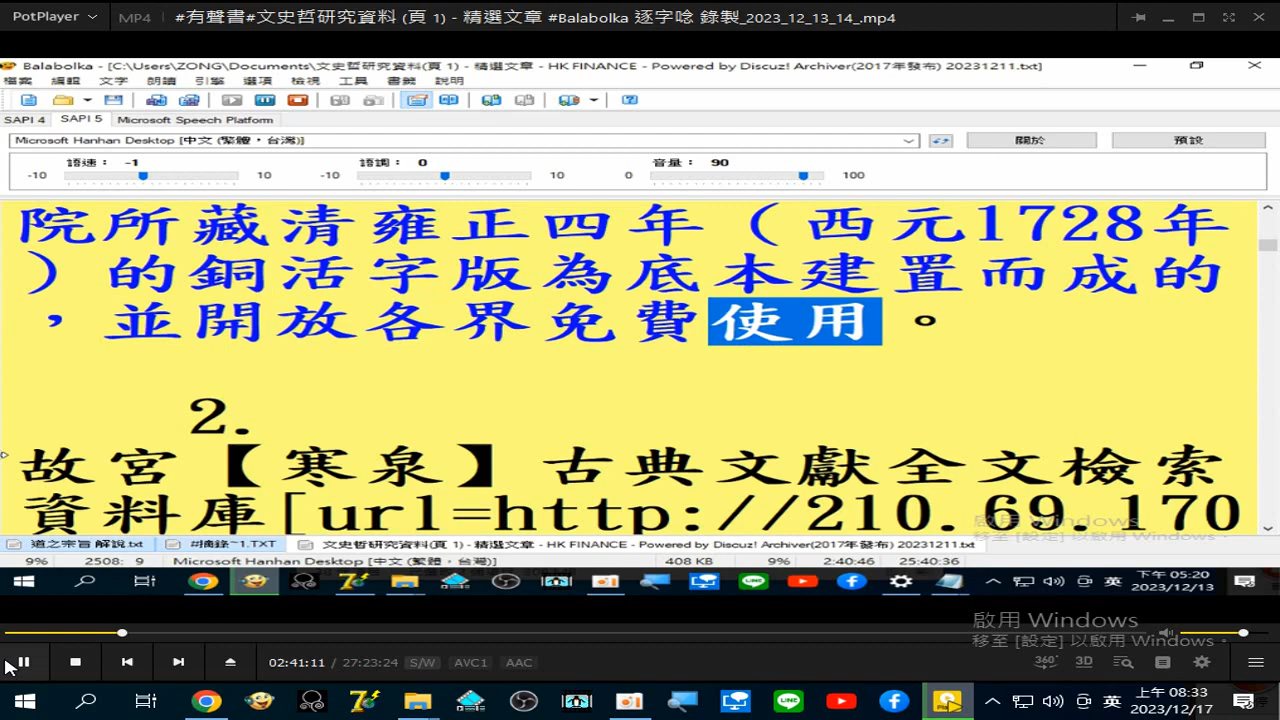 PotPlayer MP4 #有聲書#文史哲研究資料 (頁 1) - 精選文章 #Balabolka 逐字唸 錄製_2023_12_13_14_.mp4
Balabolka - [C:\Users\ZONG\Documents\文史哲研究資料(頁 1) - 精選文章 - HK FINANCE - Powered by Discuz! Archiver(2017年發布) 20231211.txt]
檔案 編輯 文字 朗讀 引擎 選項 檢視 工具 書籤 說明
SAPI 4 SAPI 5 Microsoft Speech Platform
Microsoft Hanhan Desktop [中文 (繁體，台灣)] 關於 預設
語速： -1 語調： 0 音量： 90
-10 10 -10 10 0 100
院所藏清雍正四年（西元1728年
）的銅活字版為底本建置而成的
，並開放各界免費使用。
2.
故宮【寒泉】古典文獻全文檢索
資料庫[url=http://210.69.170
啟用 Windows
移至 [設定] 以啟用 Windows。
道之宗旨 解說.txt #摘錄~1.TXT 文史哲研究資料(頁 1) - 精選文章 - HK FINANCE - Powered by Discuz! Archiver(2017年發布) 20231211.txt
9% 2508: 9 Microsoft Hanhan Desktop [中文 (繁體，台灣)] 408 KB 9% 2:40:46 25:40:36
英 下午 05:20
2023/12/13
啟用 Windows
移至 [設定] 以啟用 Windows。
02:41:11 / 27:23:24 S/W AVC1 AAC 360° 3D
英 上午 08:33
2023/12/17